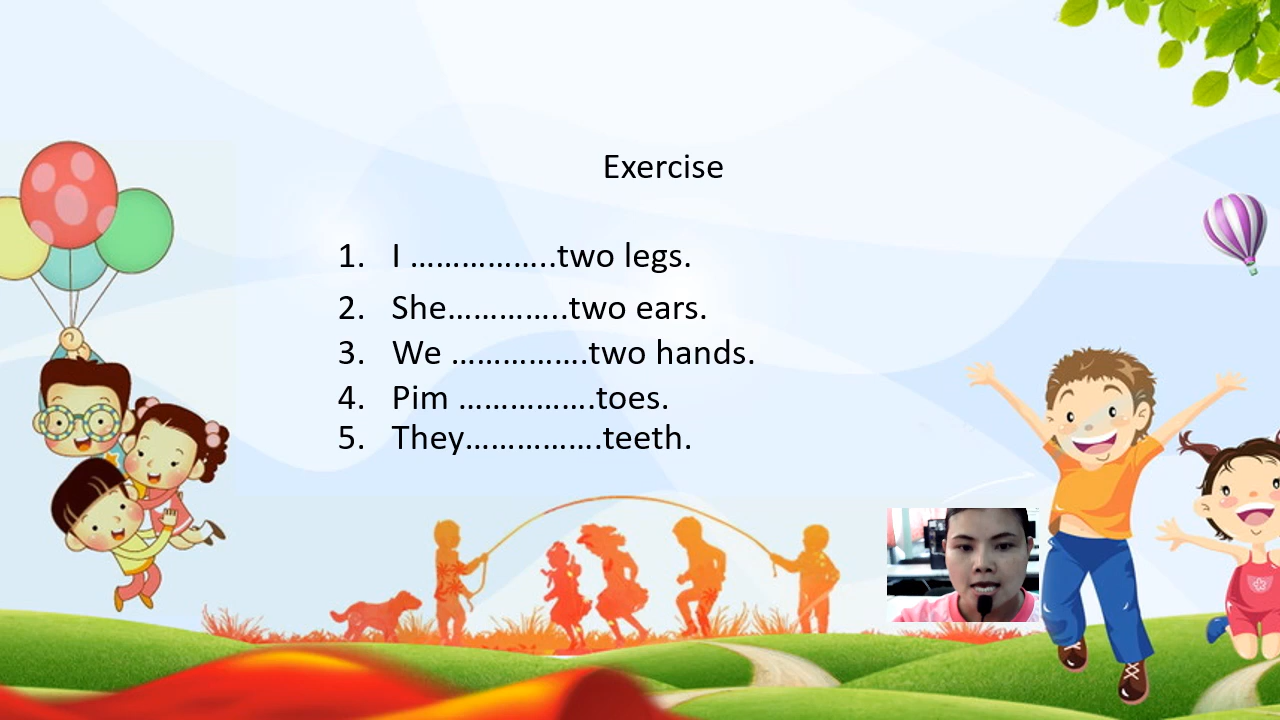 Exercise
1. I ……………..two legs.
2. She…………..two ears.
3. We …………….two hands.
4. Pim …………….toes.
5. They…………….teeth.